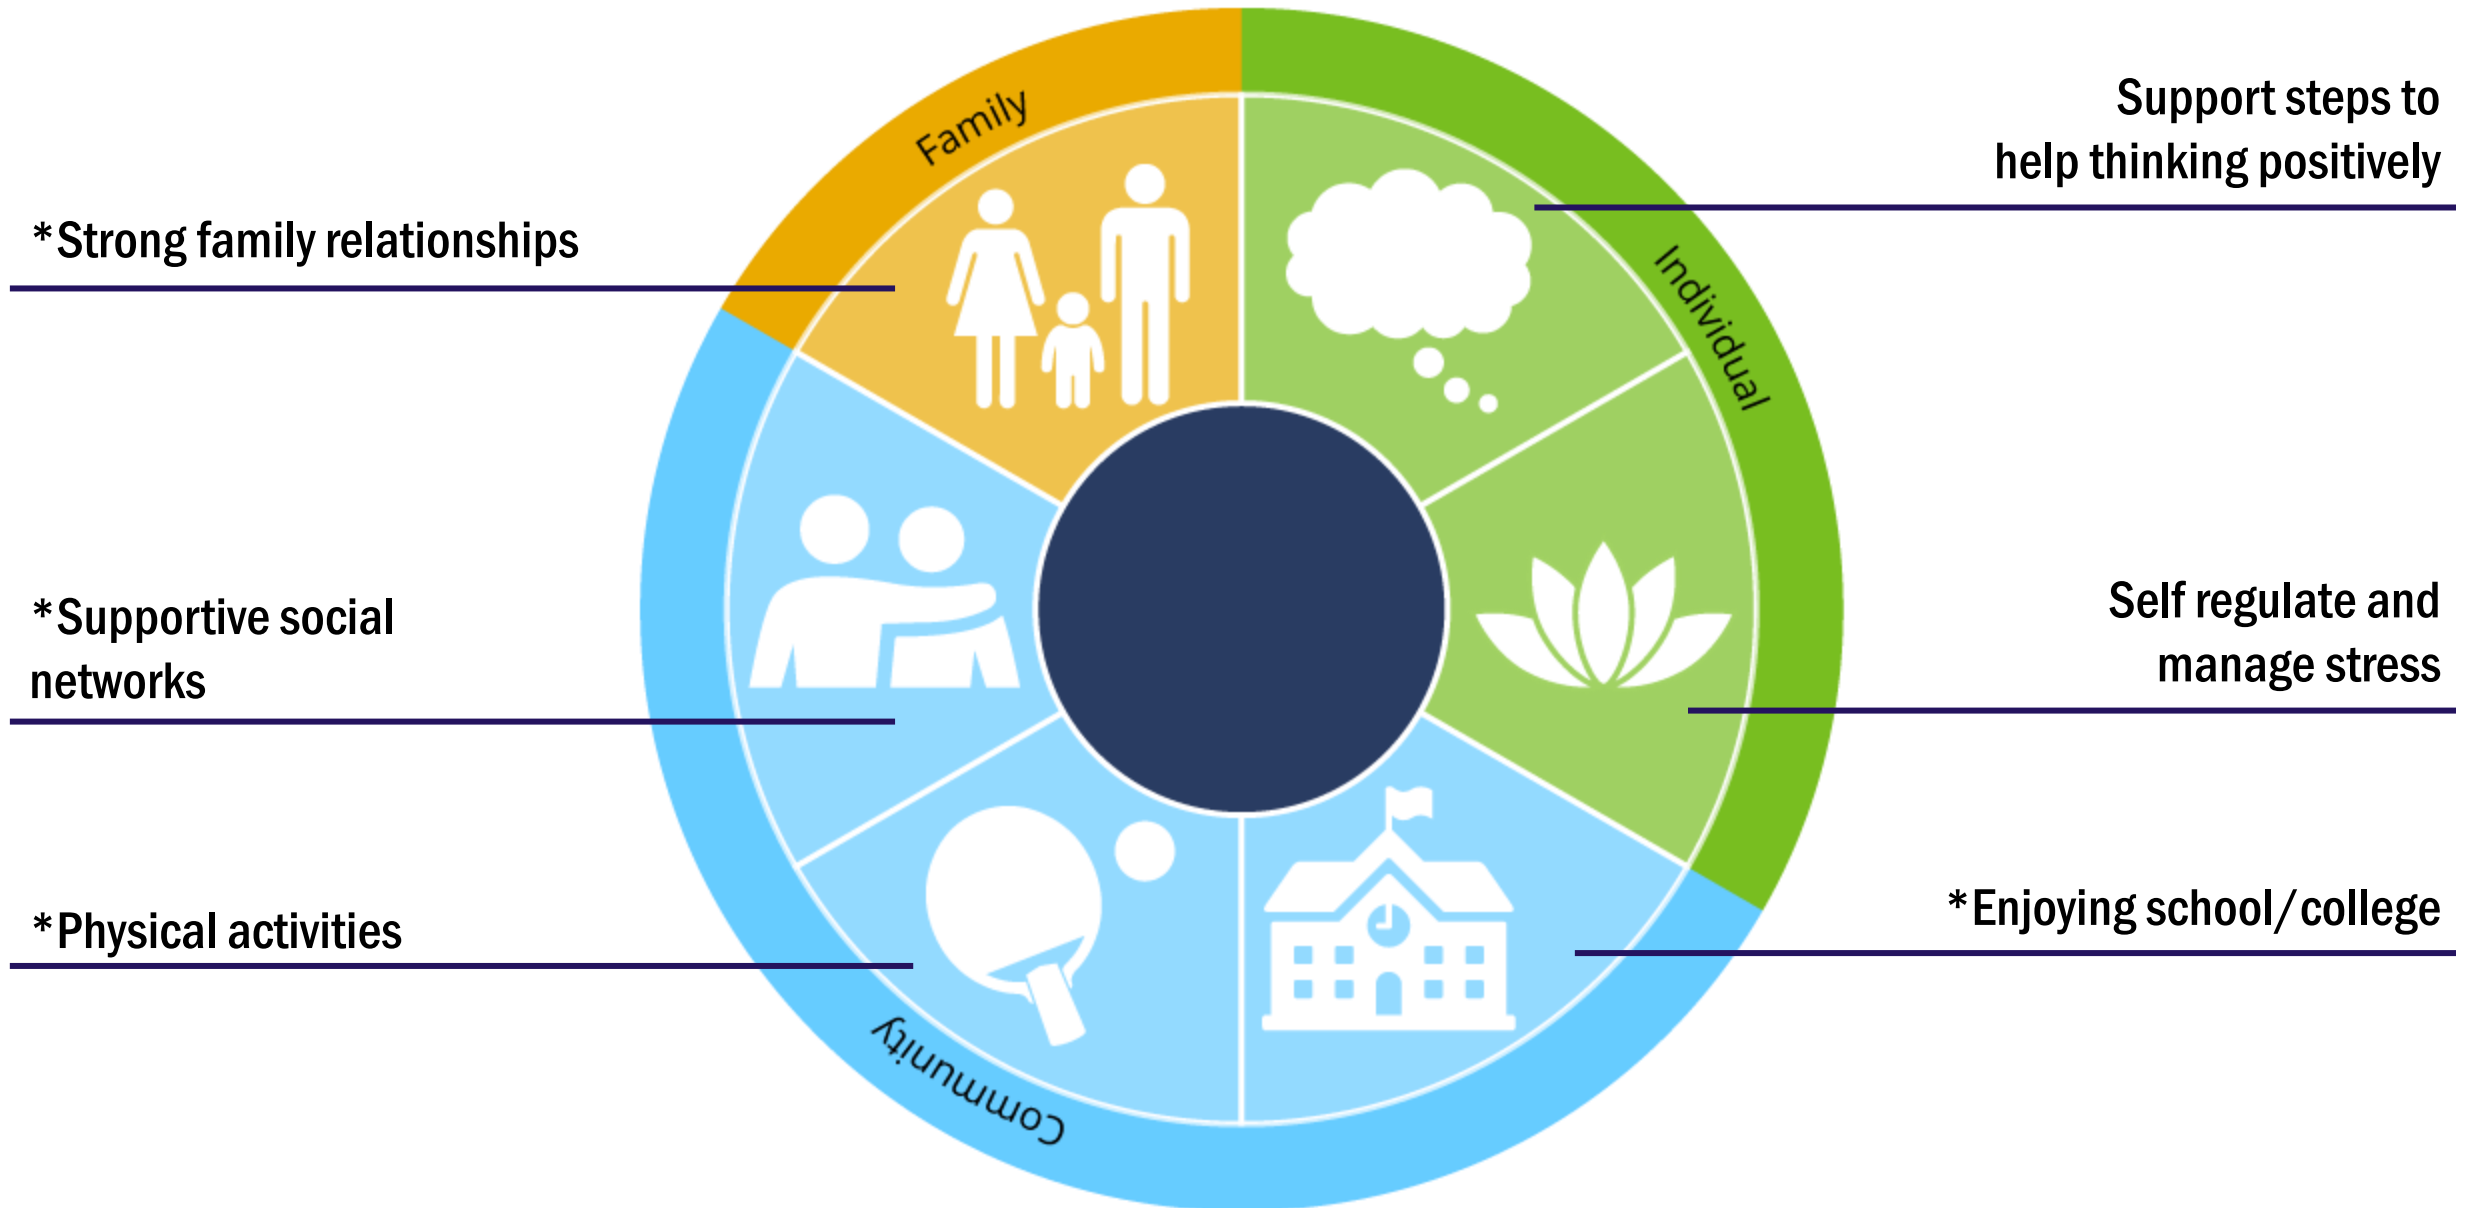 Family
Individual
Community
*Strong family relationships
*Supportive social
networks
*Physical activities
Support steps to
help thinking positively
Self regulate and
manage stress
*Enjoying school/college